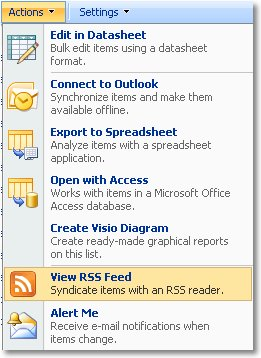 Actions Settings
Edit in Datasheet
Bulk edit items using a datasheet
format.
Connect to Outlook
Synchronize items and make them
available offline.
Export to Spreadsheet
Analyze items with a spreadsheet
application.
Open with Access
Works with items in a Microsoft Office
Access database.
Create Visio Diagram
Create ready-made graphical reports
on this list.
View RSS Feed
Syndicate items with an RSS reader.
Alert Me
Receive e-mail notifications when
items change.